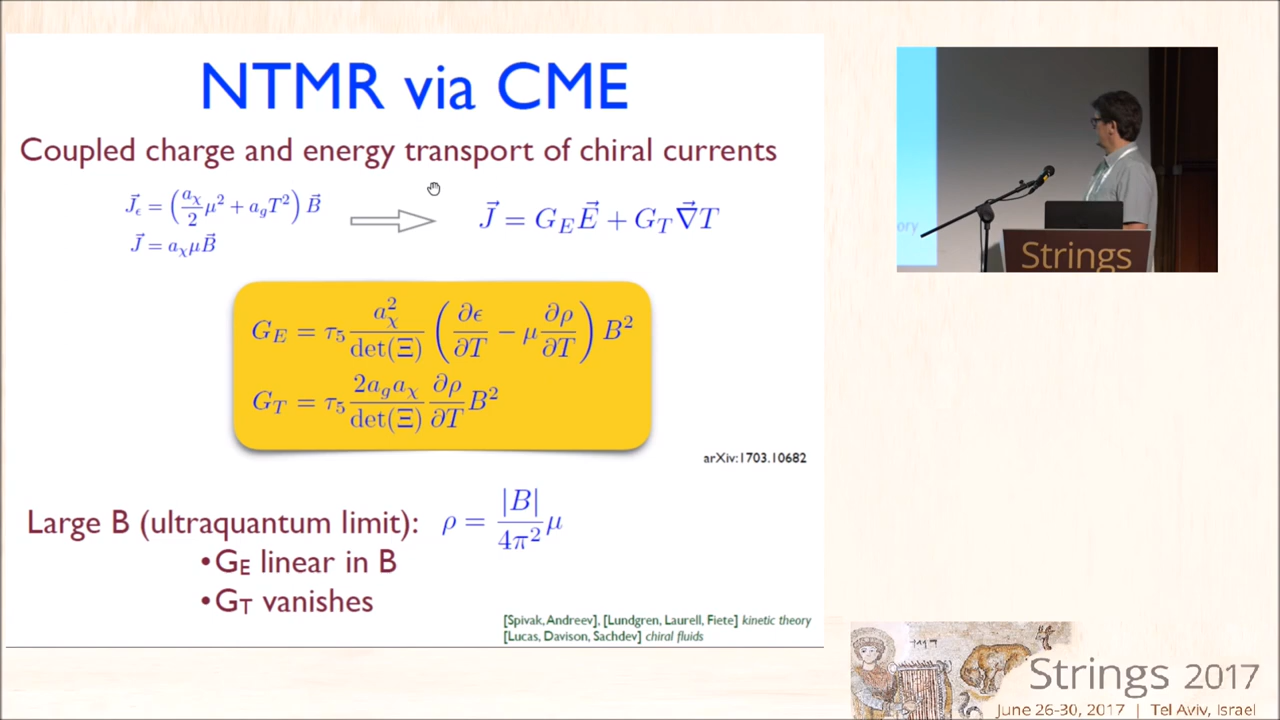 NTMR via CME
Coupled charge and energy transport of chiral currents
$\vec{J}_\epsilon = \left(\frac{a_\chi}{2}\mu^2 + a_g T^2\right)\vec{B}$
$\vec{J} = a_\chi \mu \vec{B}$
$\vec{J} = G_E \vec{E} + G_T \vec{\nabla} T$
$G_E = \tau_5 \frac{a_\chi^2}{\det(\Xi)} \left(\frac{\partial \epsilon}{\partial T} - \mu \frac{\partial \rho}{\partial T}\right) B^2$
$G_T = \tau_5 \frac{2 a_g a_\chi}{\det(\Xi)} \frac{\partial \rho}{\partial T} B^2$
arXiv:1703.10682
Large B (ultraquantum limit): $\rho = \frac{|B|}{4\pi^2}\mu$
•G_E linear in B
•G_T vanishes
[Spivak, Andreev], [Lundgren, Laurell, Fiete] kinetic theory
[Lucas, Davison, Sachdev] chiral fluids
ory
Strings
Strings 2017
June 26-30, 2017 | Tel Aviv, Israel